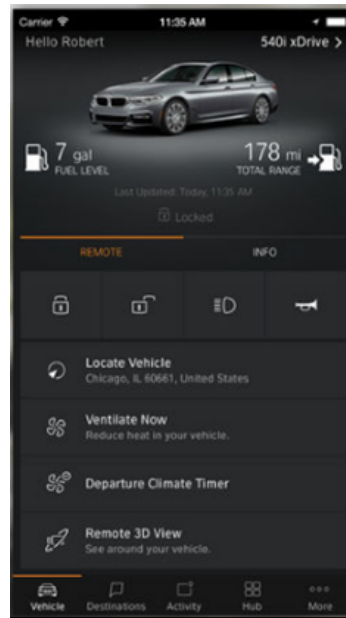 Carrier 11:35 AM
Hello Robert 540i xDrive >
7 gal
FUEL LEVEL
178 mi
TOTAL RANGE
Last Updated: Today, 11:35 AM
Locked
REMOTE INFO
Locate Vehicle
Chicago, IL 60661, United States
Ventilate Now
Reduce heat in your vehicle.
Departure Climate Timer
Remote 3D View
See around your vehicle.
Vehicle Destinations Activity Hub More